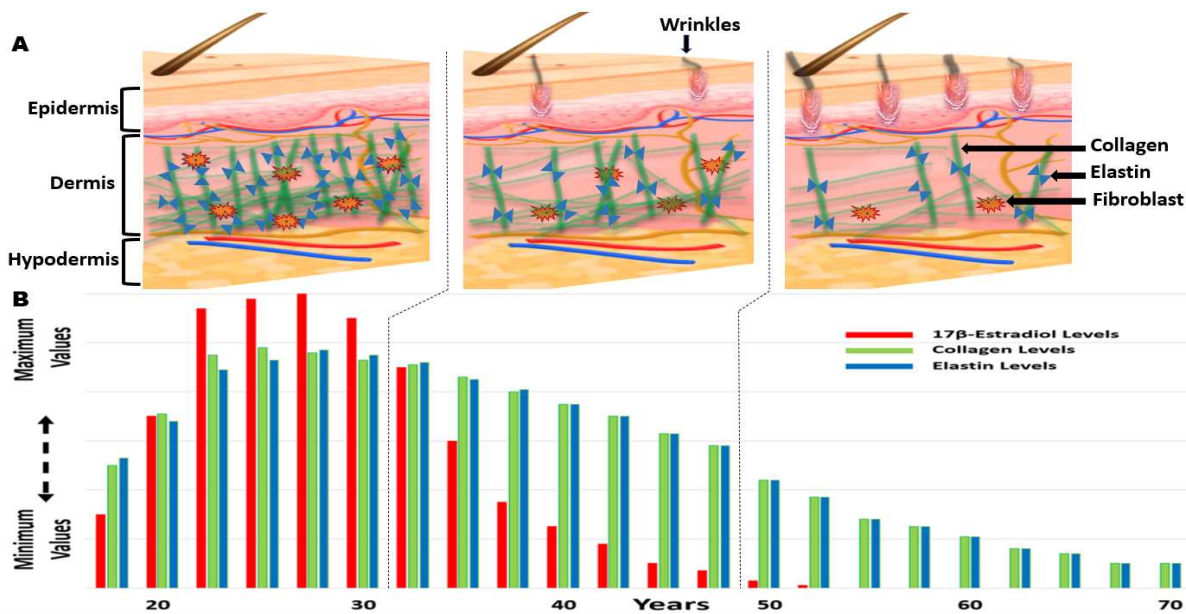 A
Wrinkles
Epidermis
Dermis
Hypodermis
Collagen
Elastin
Fibroblast
B
Maximum
Values
Minimum
Values
17β-Estradiol Levels
Collagen Levels
Elastin Levels
20 30 40 Years 50 60 70